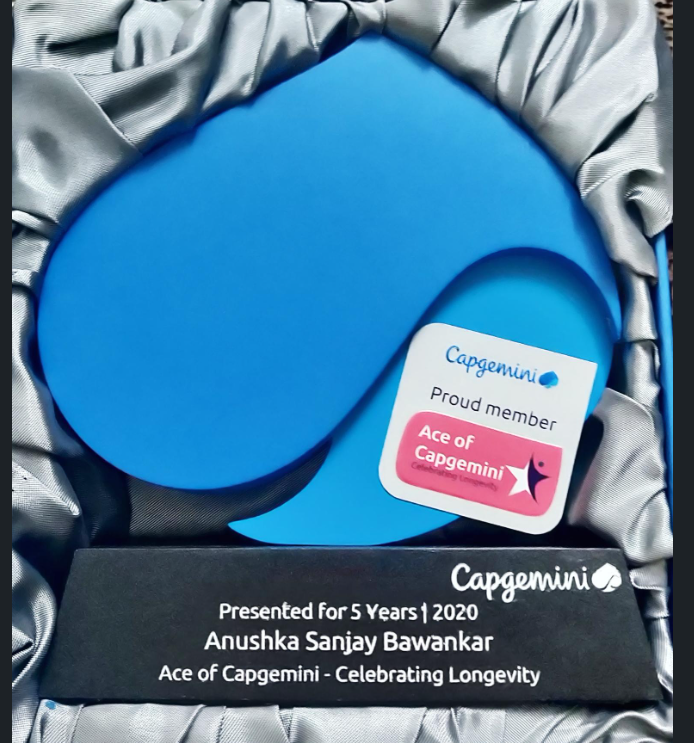 Capgemini
Proud member
Ace of
Capgemini
Celebrating Longevity
Capgemini
Presented for 5 Years | 2020
Anushka Sanjay Bawankar
Ace of Capgemini - Celebrating Longevity